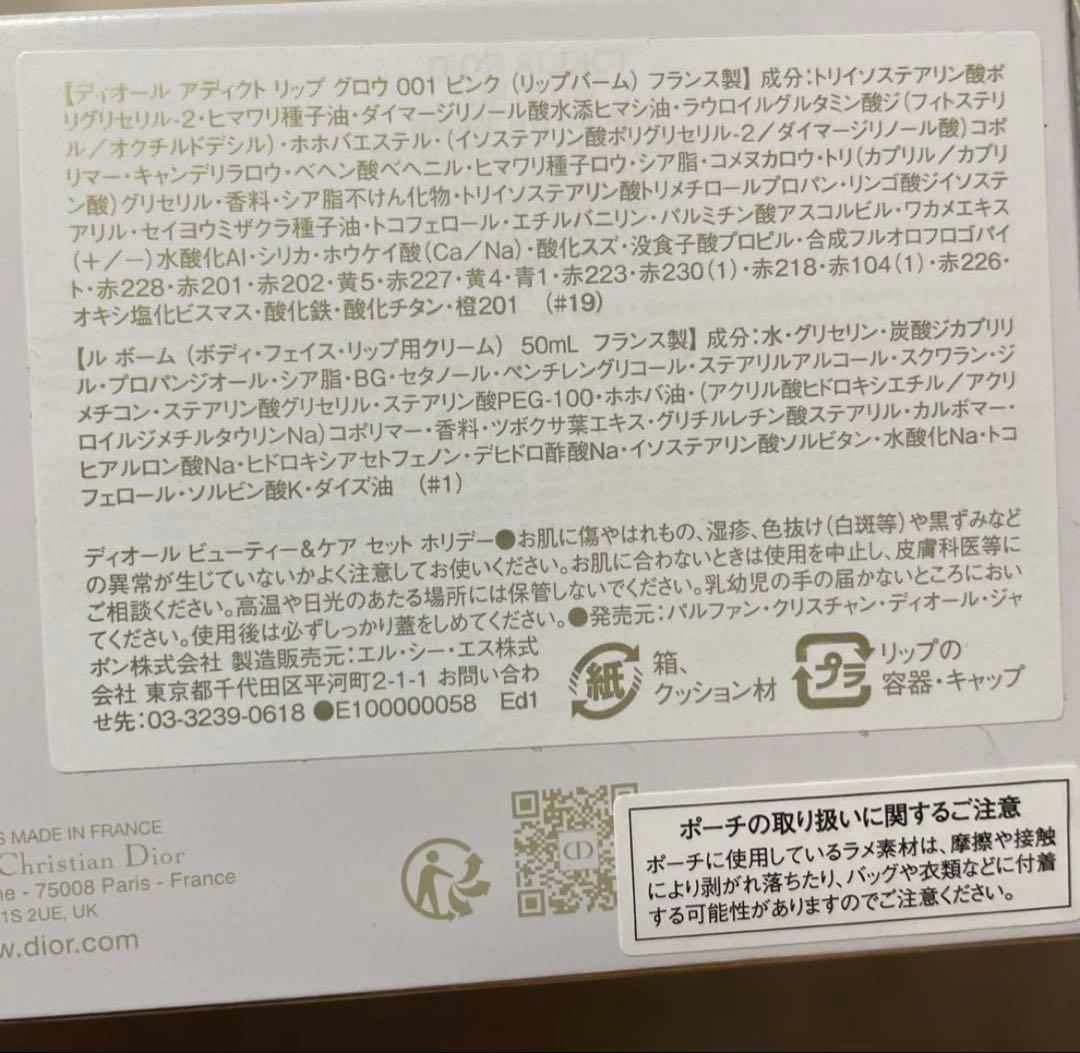 【ディオール アディクト リップ グロウ 001 ピンク (リップバーム) フランス製】 成分:トリイソステアリン酸ポ
リグリセリル-2・ヒマワリ種子油・ダイマージリノール酸水添ヒマシ油・ラウロイルグルタミン酸ジ(フィトステリ
ル/オクチルドデシル)・ホホバエステル・(イソステアリン酸ポリグリセリル-2/ダイマージリノール酸)コポ
リマー・キャンデリラロウ・ベヘン酸ベヘニル・ヒマワリ種子ロウ・シア脂・コメヌカロウ・トリ(カプリル/カプリ
ン酸)グリセリル・香料・シア脂不けん化物・トリイソステアリン酸トリメチロールプロパン・リンゴ酸ジイソステ
アリル・セイヨウミザクラ種子油・トコフェロール・エチルバニリン・パルミチン酸アスコルビル・ワカメエキス
(+/-)水酸化Al・シリカ・ホウケイ酸(Ca/Na)・酸化スズ・没食子酸プロピル・合成フルオロフロゴパイ
ト・赤228・赤201・赤202・黄5・赤227・黄4・青1・赤223・赤230(1)・赤218・赤104(1)・赤226・
オキシ塩化ビスマス・酸化鉄・酸化チタン・橙201 (#19)
【ル ボーム (ボディ・フェイス・リップ用クリーム) 50mL フランス製】 成分:水・グリセリン・炭酸ジカプリリ
ル・プロパンジオール・シア脂・BG・セタノール・ペンチレングリコール・ステアリルアルコール・スクワラン・ジ
メチコン・ステアリン酸グリセリル・ステアリン酸PEG-100・ホホバ油・(アクリル酸ヒドロキシエチル/アクリ
ロイルジメチルタウリンNa)コポリマー・香料・ツボクサ葉エキス・グリチルレチン酸ステアリル・カルボマー・
ヒアルロン酸Na・ヒドロキシアセトフェノン・デヒドロ酢酸Na・イソステアリン酸ソルビタン・水酸化Na・トコ
フェロール・ソルビン酸K・ダイズ油 (#1)
ディオール ビューティー&ケア セット ホリデー●お肌に傷やはれもの、湿疹、色抜け(白斑等)や黒ずみなど
の異常が生じていないかよく注意してお使いください。お肌に合わないときは使用を中止し、皮膚科医等に
ご相談ください。高温や日光のあたる場所には保管しないでください。乳幼児の手の届かないところにおい
てください。使用後は必ずしっかり蓋をしめてください。●発売元:パルファン・クリスチャン・ディオール・ジャ
ポン株式会社 製造販売元:エル・シー・エス株式
会社 東京都千代田区平河町2-1-1 お問い合わ
せ先:03-3239-0618 ●E100000058 Ed1
紙
箱、
クッション材
プラ
リップの
容器・キャップ
S MADE IN FRANCE
Christian Dior
ne - 75008 Paris - France
1S 2UE, UK
w.dior.com
CD
ポーチの取り扱いに関するご注意
ポーチに使用しているラメ素材は、摩擦や接触
により剥がれ落ちたり、バッグや衣類などに付着
する可能性がありますのでご注意ください。